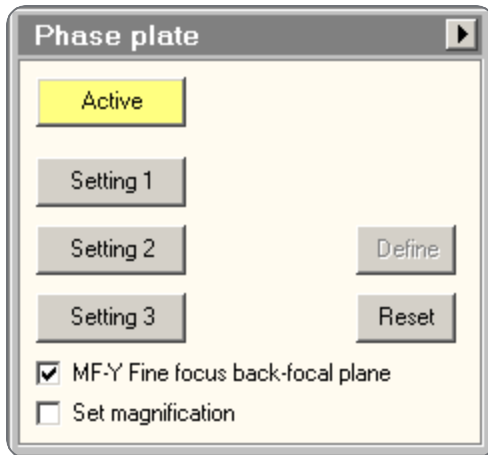 Phase plate
Active
Setting 1
Setting 2 Define
Setting 3 Reset
MF-Y Fine focus back-focal plane
Set magnification